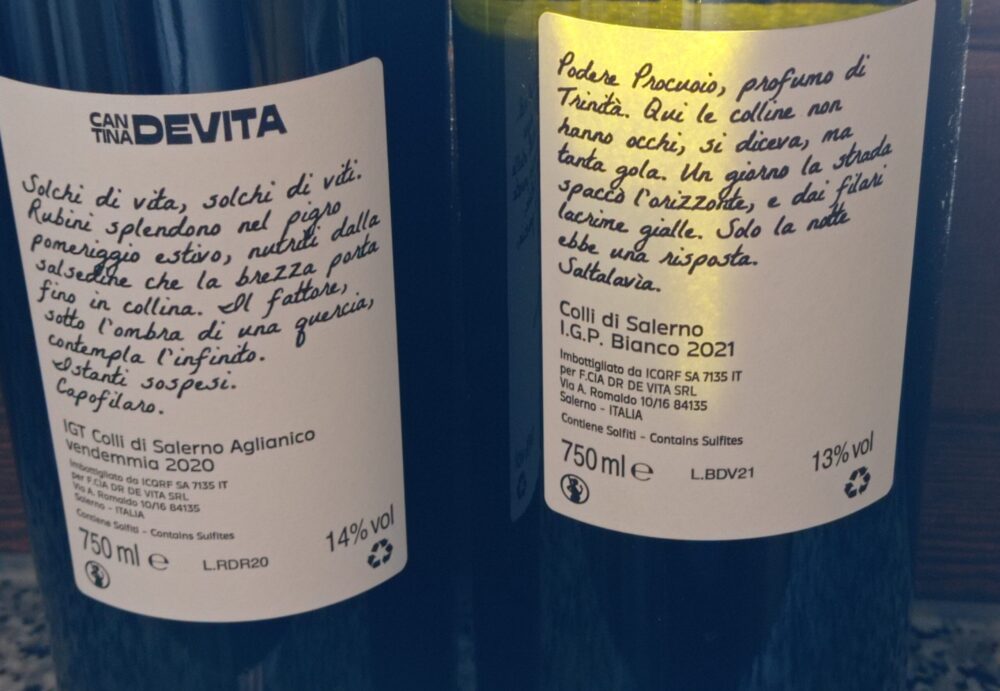 CAN
TINA DEVITA
Solchi di vita, solchi di viti.
Rubini splendono nel pigro
pomeriggio estivo, nutriti dalla
salsedine che la brezza porta
fino in collina. Il fattore,
sotto l'ombra di una quercia,
contempla l'infinito.
Istanti sospesi.
Capofilaro.
IGT Colli di Salerno Aglianico
vendemmia 2020
Imbottigliato da ICQRF SA 7135 IT
per F.CIA DR DE VITA SRL
Via A. Romaldo 10/16 84135
Salerno - ITALIA
Contiene Solfiti - Contains Sulfites
750 ml e
L.RDR20
14% vol
Podere Procuoio, profumo di
Trinità. Qui le colline non
hanno occhi, si diceva, ma
tanta gola. Un giorno la strada
spaccò l'orizzonte, e dai filari
lacrime gialle. Solo la notte
ebbe una risposta.
Saltalavìa.
Colli di Salerno
I.G.P. Bianco 2021
Imbottigliato da ICQRF SA 7135 IT
per F.CIA DR DE VITA SRL
Via A. Romaldo 10/16 84135
Salerno - ITALIA
Contiene Solfiti - Contains Sulfites
750 ml e
L.BDV21
13% vol